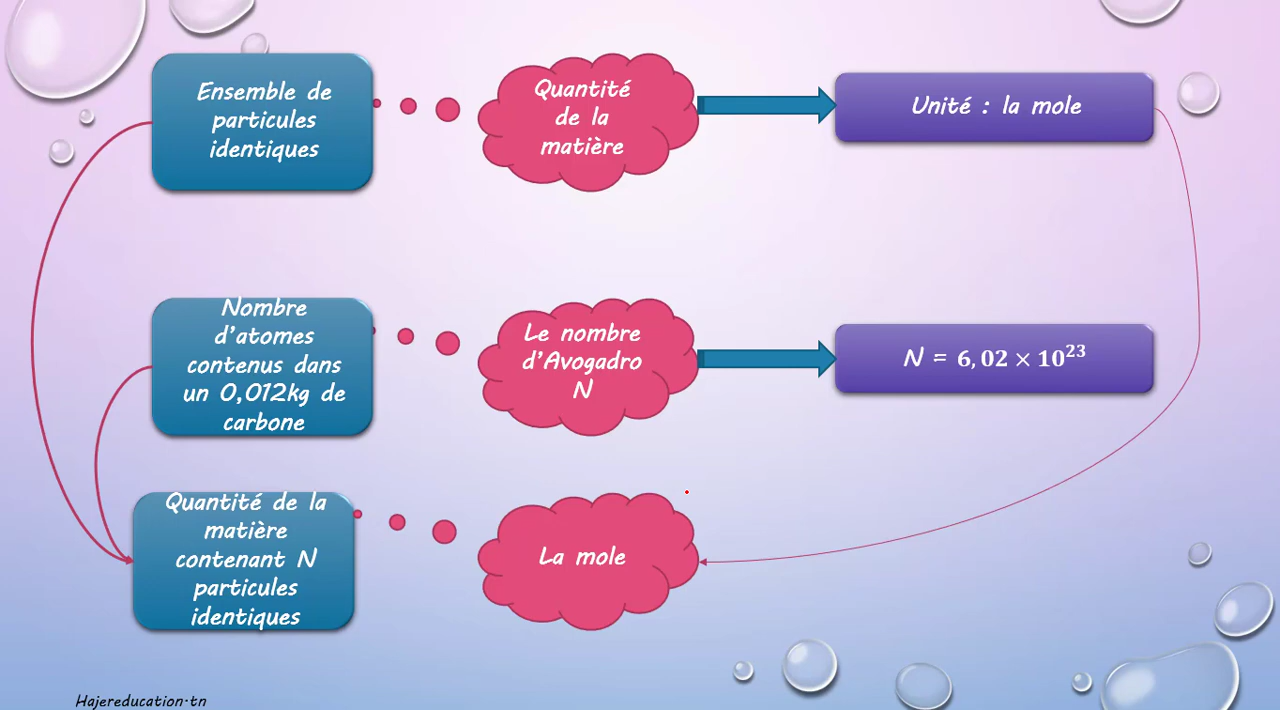 Ensemble de
particules
identiques
Quantité
de la
matière
Unité : la mole
Nombre
d'atomes
contenus dans
un 0,012kg de
carbone
Le nombre
d'Avogadro
N
N = 6,02 × 10²³
Quantité de la
matière
contenant N
particules
identiques
La mole
Hajereducation.tn